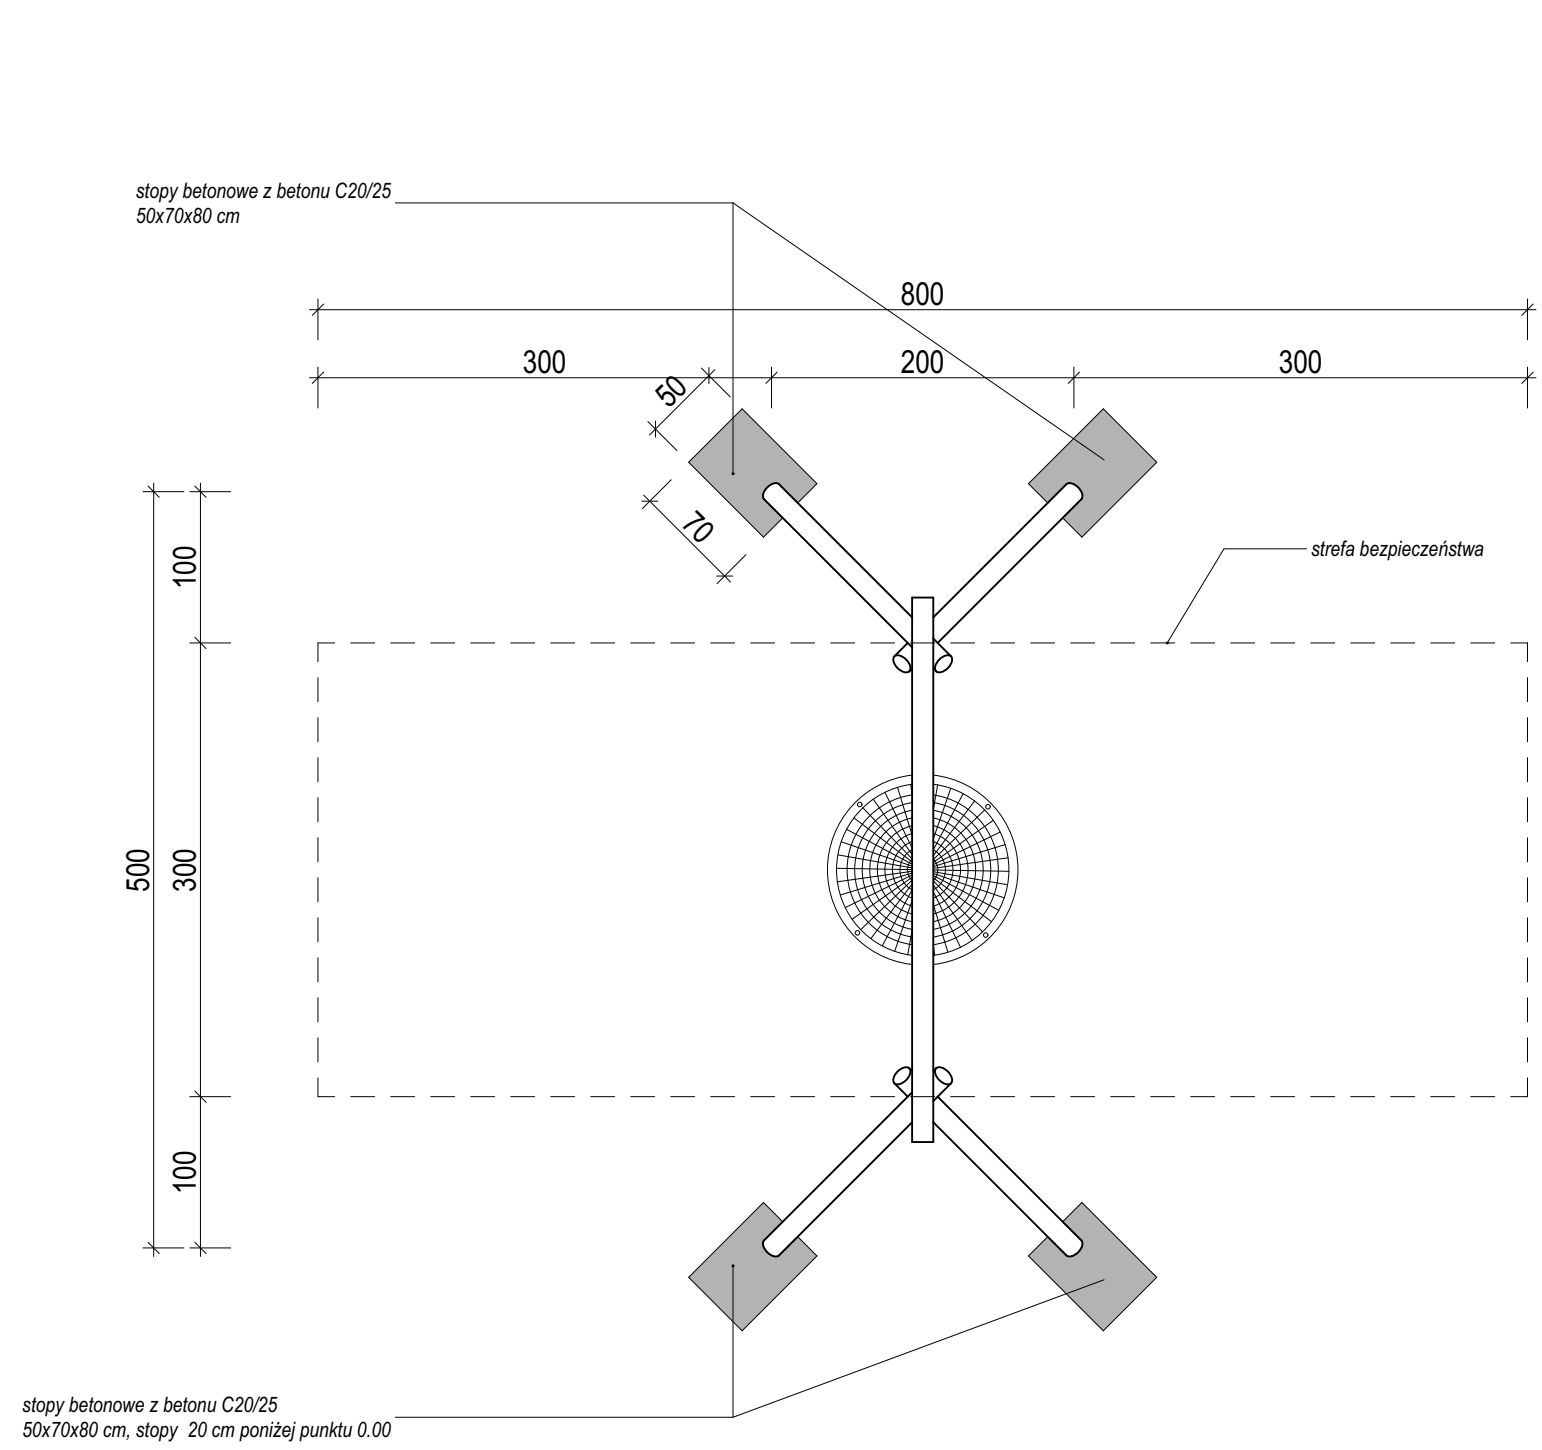 stopy betonowe z betonu C20/25
50x70x80 cm
800
300
200
300
50
70
100
strefa bezpieczeństwa
500
300
100
stopy betonowe z betonu C20/25
50x70x80 cm, stopy 20 cm poniżej punktu 0.00